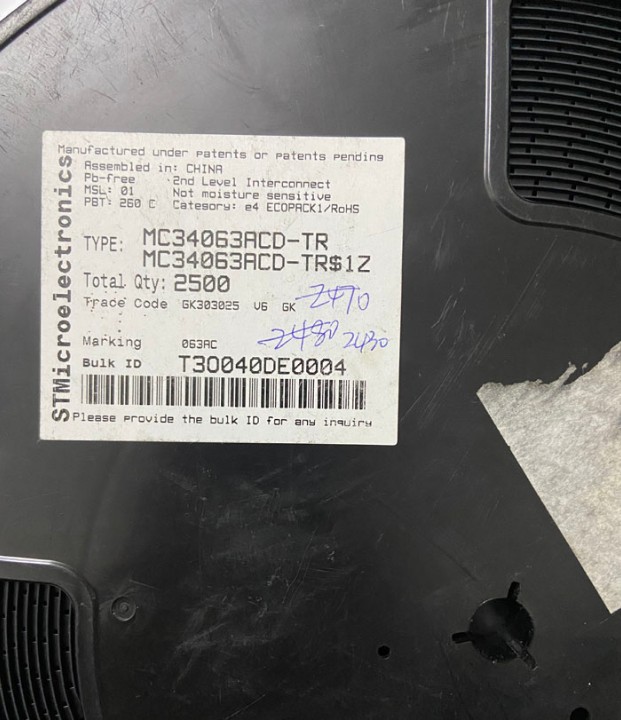 Manufactured under patents or patents pending
Assembled in: CHINA
Pb-free 2nd Level Interconnect
MSL: 01 Not moisture sensitive
PBT: 260 C Category: e4 ECOPACK1/RoHS
TYPE: MC34063ACD-TR
MC34063ACD-TR$1Z
Total Qty: 2500
Trace Code GK303025 V6 GK 2470
2480 2430
Marking 063AC
Bulk ID T30040DE0004
Please provide the bulk ID for any inquiry
STMicroelectronics